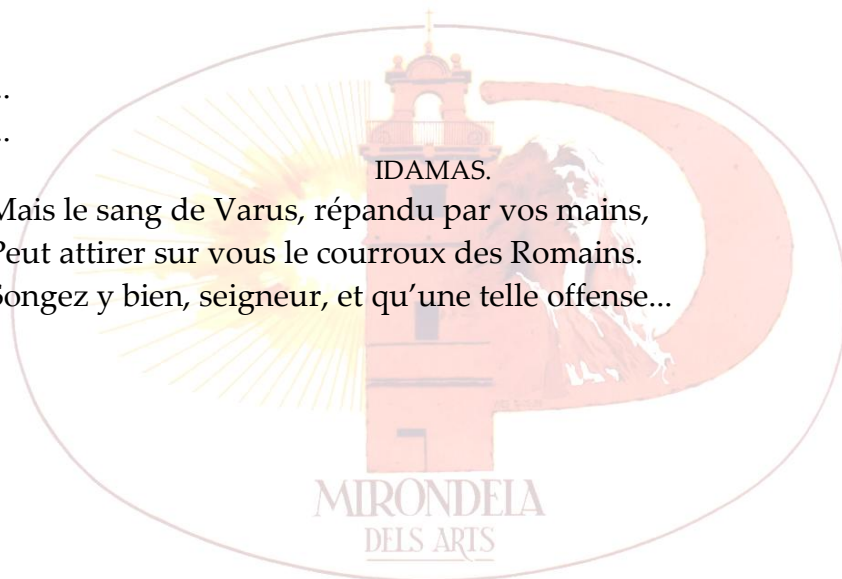 ..
..
IDAMAS.
Mais le sang de Varus, répandu par vos mains,
Peut attirer sur vous le courroux des Romains.
Songez y bien, seigneur, et qu’une telle offense...
MIRONDELA
DELS ARTS